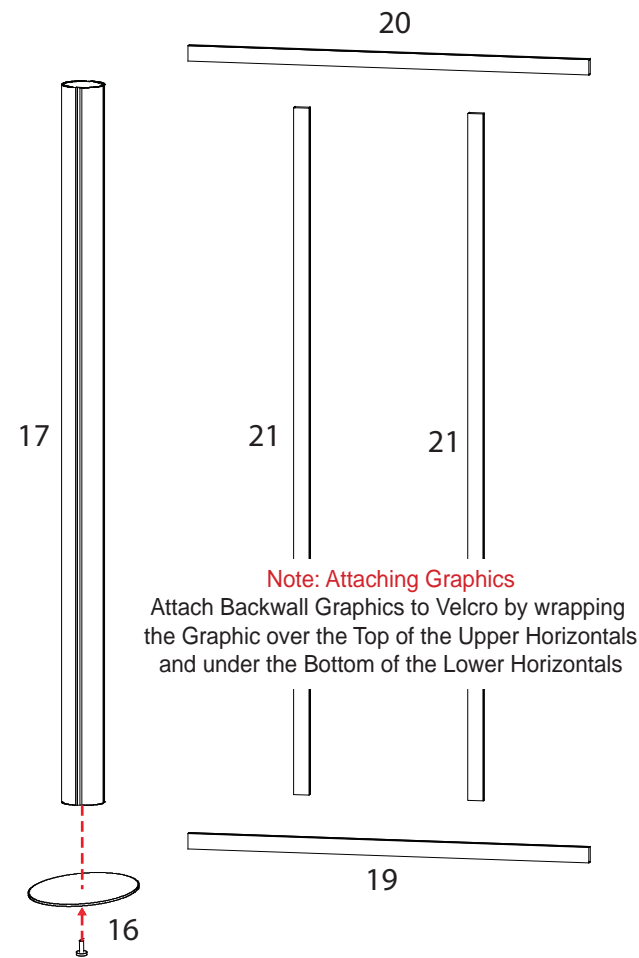 20
17
21
21
Note: Attaching Graphics
Attach Backwall Graphics to Velcro by wrapping
the Graphic over the Top of the Upper Horizontals
and under the Bottom of the Lower Horizontals
19
16